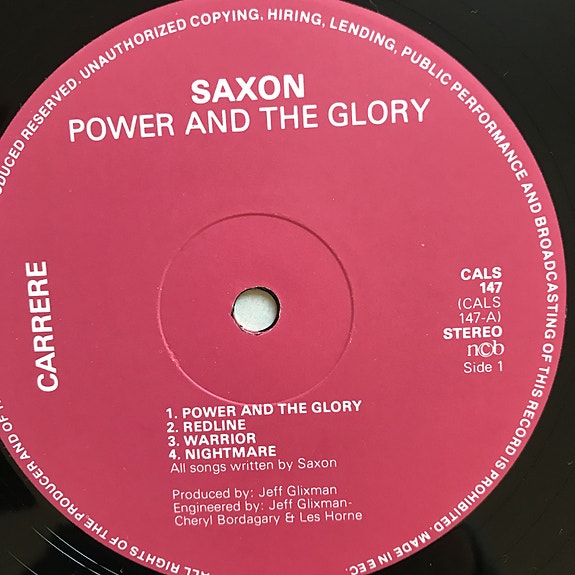 SAXON
POWER AND THE GLORY
CARRERE
CALS
147
(CALS
147-A)
STEREO
ncb
Side 1
1. POWER AND THE GLORY
2. REDLINE
3. WARRIOR
4. NIGHTMARE
All songs written by Saxon
Produced by: Jeff Glixman
Engineered by: Jeff Glixman-
Cheryl Bordagary & Les Horne
ALL RIGHTS OF THE PRODUCER AND OF
RESERVED. UNAUTHORIZED COPYING, HIRING, LENDING, PUBLIC PERFORMANCE AND BROADCASTING OF THIS RECORD IS PROHIBITED. MADE IN EEC.